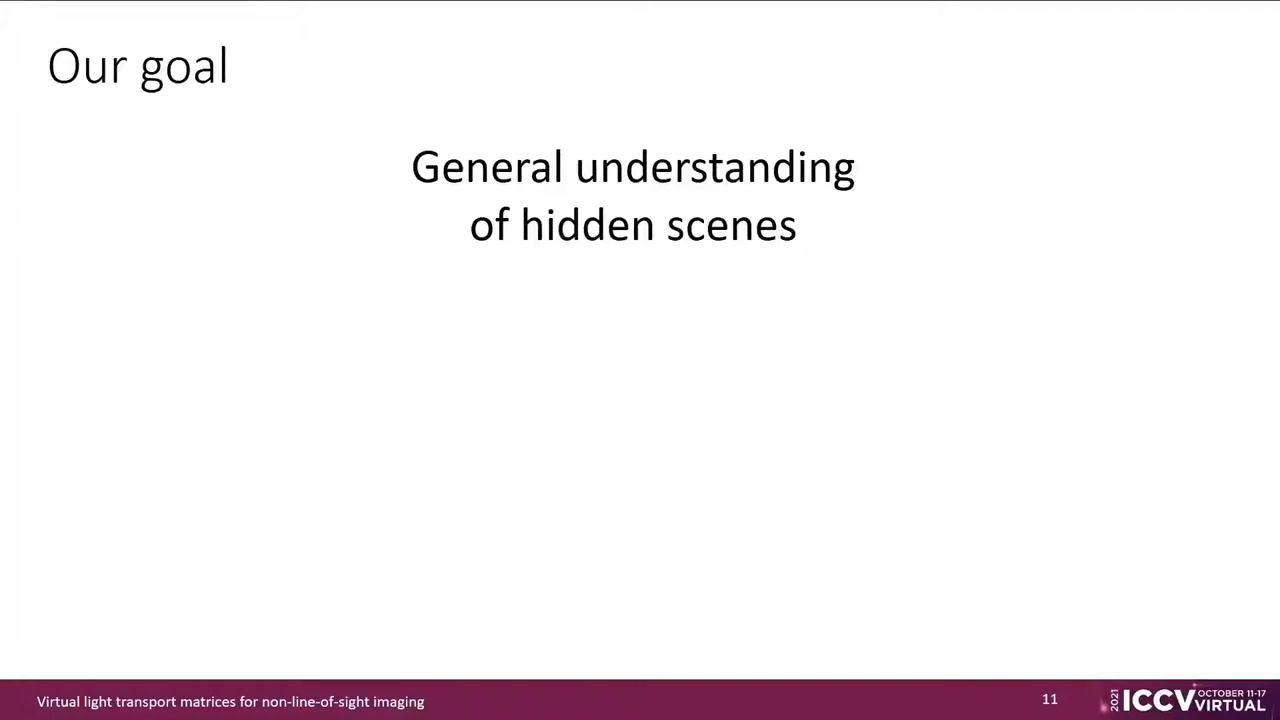 Our goal
General understanding
of hidden scenes
Virtual light transport matrices for non-line-of-sight imaging
11
2021
ICCV
OCTOBER 11-17
VIRTUAL